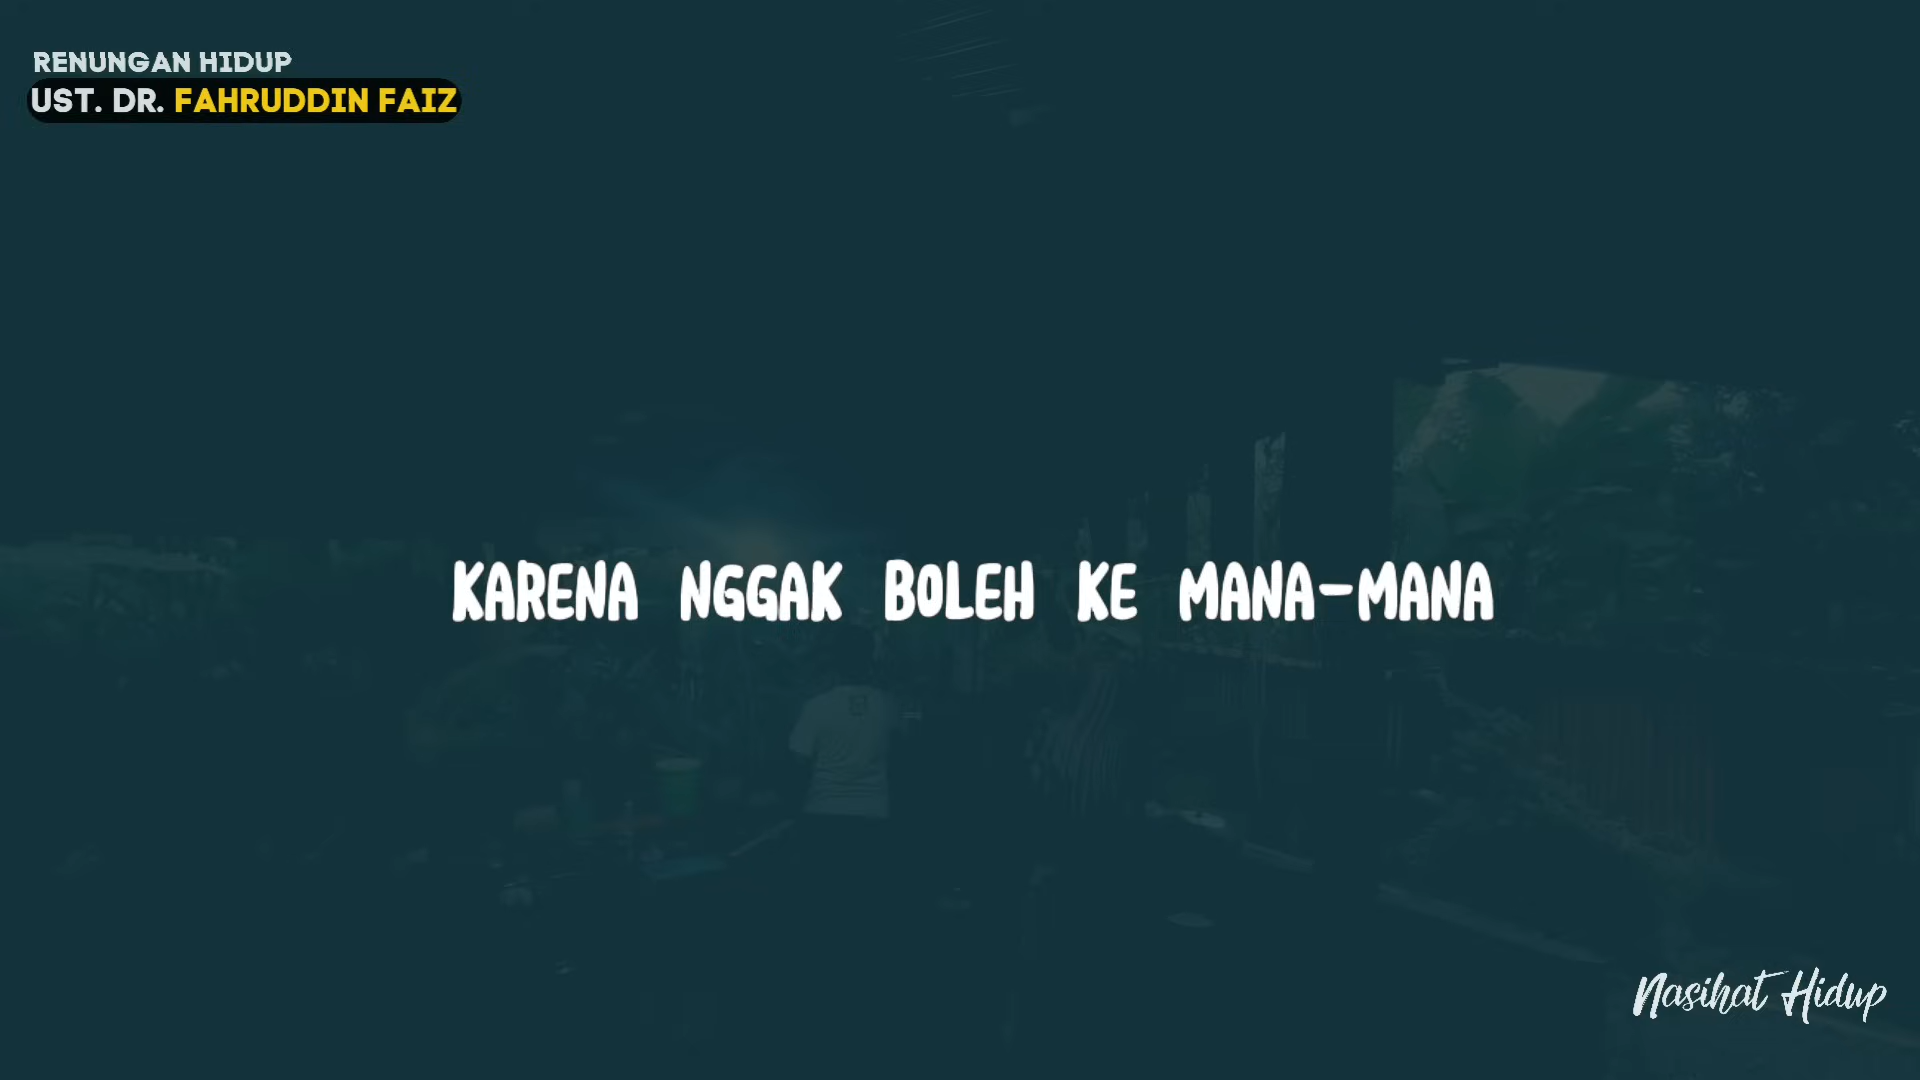 RENUNGAN HIDUP
UST. DR. FAHRUDDIN FAIZ
KARENA NGGAK BOLEH KE MANA-MANA
Nasihat Hidup